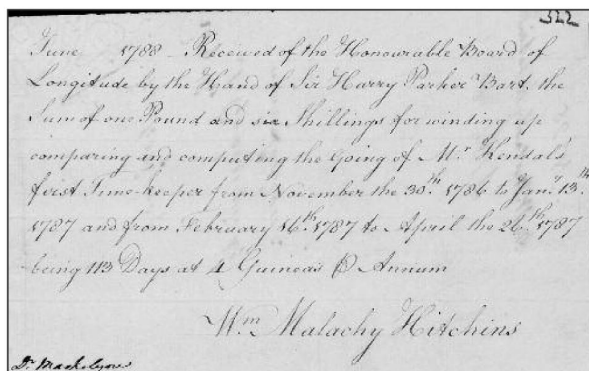 322
June 1788 Received of the Honourable Board of
Longitude by the Hand of Sir Harry Parker Bart. the
Sum of one Pound and six Shillings for winding up
comparing and computing the Going of Mr. Kendal's
first Time-keeper from November the 30th. 1786 to Jany. 13th.
1787 and from February 16th. 1787 to April the 26th. 1787
being 113 Days at 4 Guineas ⅌ Annum
Wm Malachy Hitchins
Dr. Maskelyne